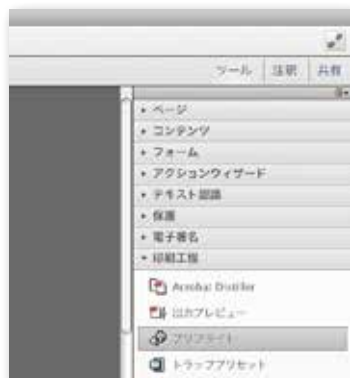 ツール 注釈 共有
ページ
コンテンツ
フォーム
アクションウィザード
テキスト認識
保護
電子署名
印刷工程
Acrobat Distiller
出力プレビュー
プリフライト
トラッププリセット